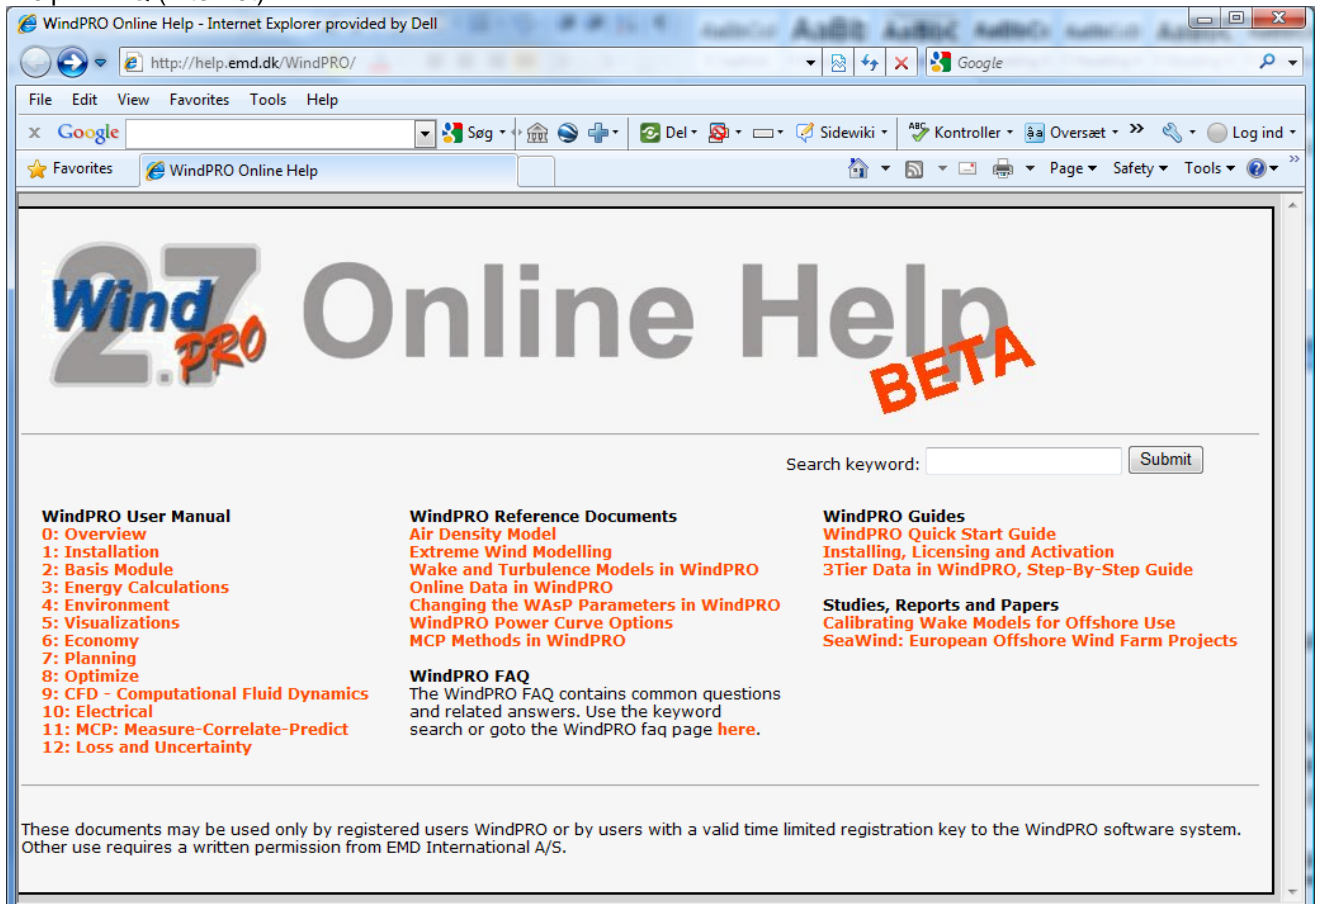 WindPRO Online Help - Internet Explorer provided by Dell
http://help.emd.dk/WindPRO/
Google
File Edit View Favorites Tools Help
x Google Søg Del Sidewiki ABC Kontroller Oversæt Log ind
Favorites WindPRO Online Help Page Safety Tools
Wind PRO 2.7 Online Help BETA
Search keyword: Submit
WindPRO User Manual
0: Overview
1: Installation
2: Basis Module
3: Energy Calculations
4: Environment
5: Visualizations
6: Economy
7: Planning
8: Optimize
9: CFD - Computational Fluid Dynamics
10: Electrical
11: MCP: Measure-Correlate-Predict
12: Loss and Uncertainty
WindPRO Reference Documents
Air Density Model
Extreme Wind Modelling
Wake and Turbulence Models in WindPRO
Online Data in WindPRO
Changing the WAsP Parameters in WindPRO
WindPRO Power Curve Options
MCP Methods in WindPRO
WindPRO FAQ
The WindPRO FAQ contains common questions
and related answers. Use the keyword
search or goto the WindPRO faq page here.
WindPRO Guides
WindPRO Quick Start Guide
Installing, Licensing and Activation
3Tier Data in WindPRO, Step-By-Step Guide
Studies, Reports and Papers
Calibrating Wake Models for Offshore Use
SeaWind: European Offshore Wind Farm Projects
These documents may be used only by registered users WindPRO or by users with a valid time limited registration key to the WindPRO software system.
Other use requires a written permission from EMD International A/S.